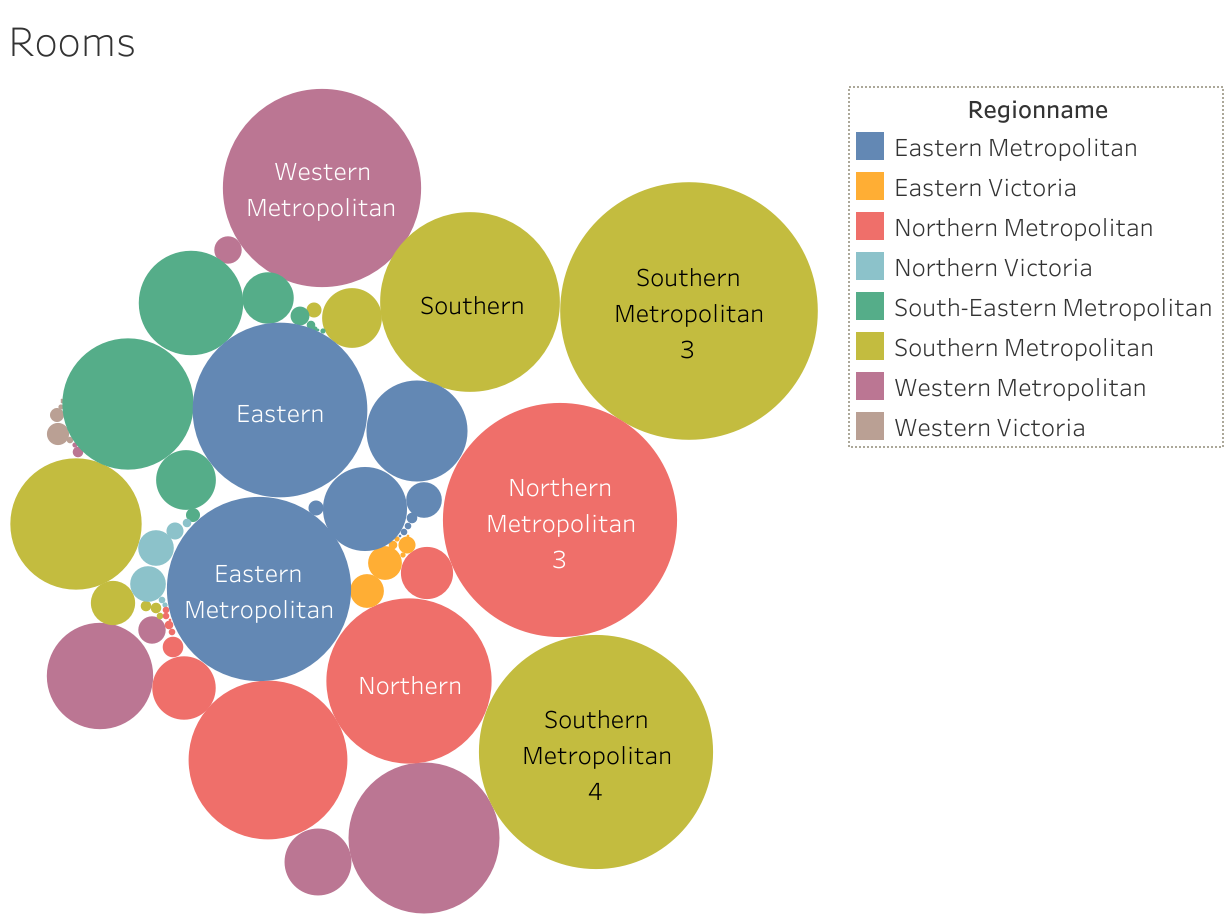 Rooms
Western
Metropolitan
Southern
Southern
Metropolitan
3
Eastern
Northern
Metropolitan
3
Eastern
Metropolitan
Northern
Southern
Metropolitan
4
Regionname
Eastern Metropolitan
Eastern Victoria
Northern Metropolitan
Northern Victoria
South-Eastern Metropolitan
Southern Metropolitan
Western Metropolitan
Western Victoria